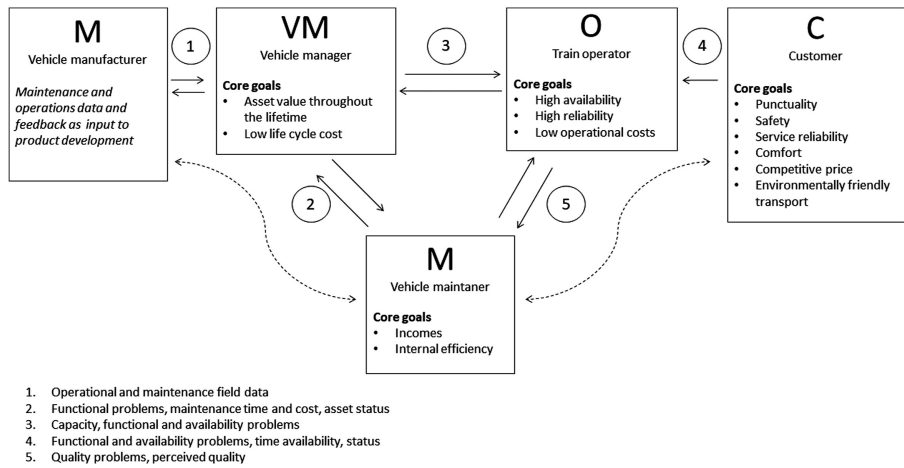 M
Vehicle manufacturer
Maintenance and
operations data and
feedback as input to
product development
1
VM
Vehicle manager
Core goals
• Asset value throughout
the lifetime
• Low life cycle cost
3
O
Train operator
Core goals
• High availability
• High reliability
• Low operational costs
4
C
Customer
Core goals
• Punctuality
• Safety
• Service reliability
• Comfort
• Competitive price
• Environmentally friendly
transport
2
5
M
Vehicle maintaner
Core goals
• Incomes
• Internal efficiency
1. Operational and maintenance field data
2. Functional problems, maintenance time and cost, asset status
3. Capacity, functional and availability problems
4. Functional and availability problems, time availability, status
5. Quality problems, perceived quality